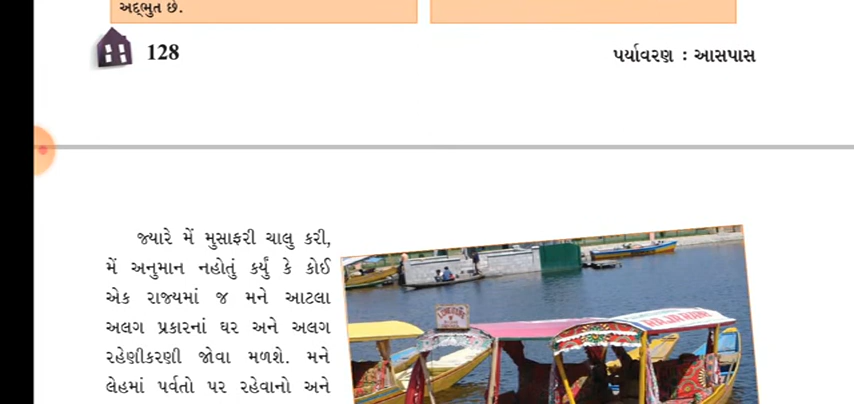 અદ્ભુત છે.
128
પર્યાવરણ : આસપાસ
જ્યારે મેં મુસાફરી ચાલુ કરી,
મેં અનુમાન નહોતું કર્યું કે કોઈ
એક રાજ્યમાં જ મને આટલા
અલગ પ્રકારનાં ઘર અને અલગ
રહેણીકરણી જોવા મળશે. મને
લેહમાં પર્વતો પર રહેવાનો અને